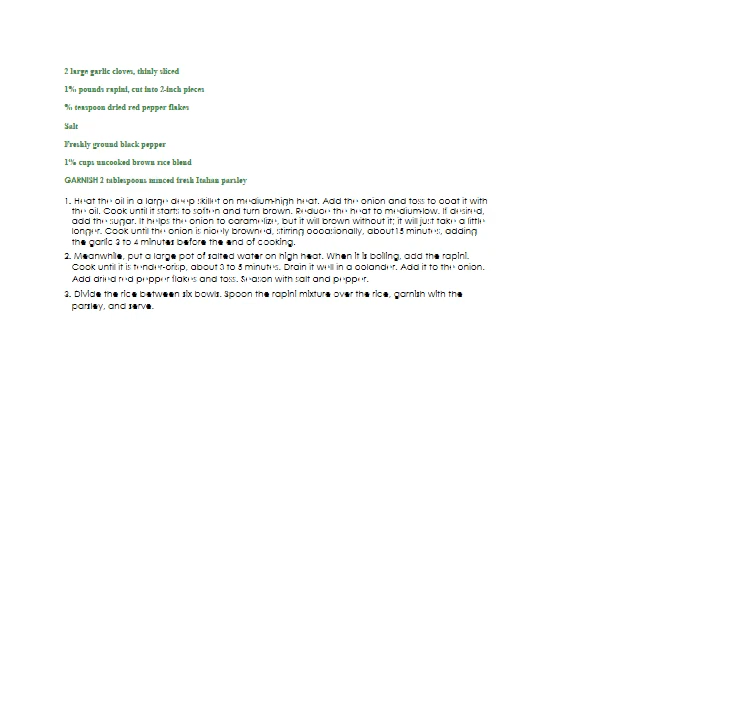 2 large garlic cloves, thinly sliced
1% pounds rapini, cut into 2-inch pieces
% teaspoon dried red pepper flakes
Salt
Freshly ground black pepper
1% cups uncooked brown rice blend
GARNISH 2 tablespoons minced fresh Italian parsley
1. Heat the oil in a large deep skillet on medium-high heat. Add the onion and toss to coat it with
the oil. Cook until it starts to soften and turn brown. Reduce the heat to mediumlow. If desired,
add the sugar. It helps the onion to caramelize, but it will brown without it; it will just take a little
longer. Cook until the onion is nicely browned, stirring occasionally, about 15 minutes, adding
the garlic 3 to 4 minutes before the end of cooking.
2. Meanwhile, put a large pot of salted water on high heat. When it is boiling, add the rapini.
Cook until it is tender-crisp, about 3 to 5 minutes. Drain it well in a colander. Add it to the onion.
Add dried red pepper flakes and toss. Season with salt and pepper.
3. Divide the rice between six bowls. Spoon the rapini mixture over the rice, garnish with the
parsley, and serve.